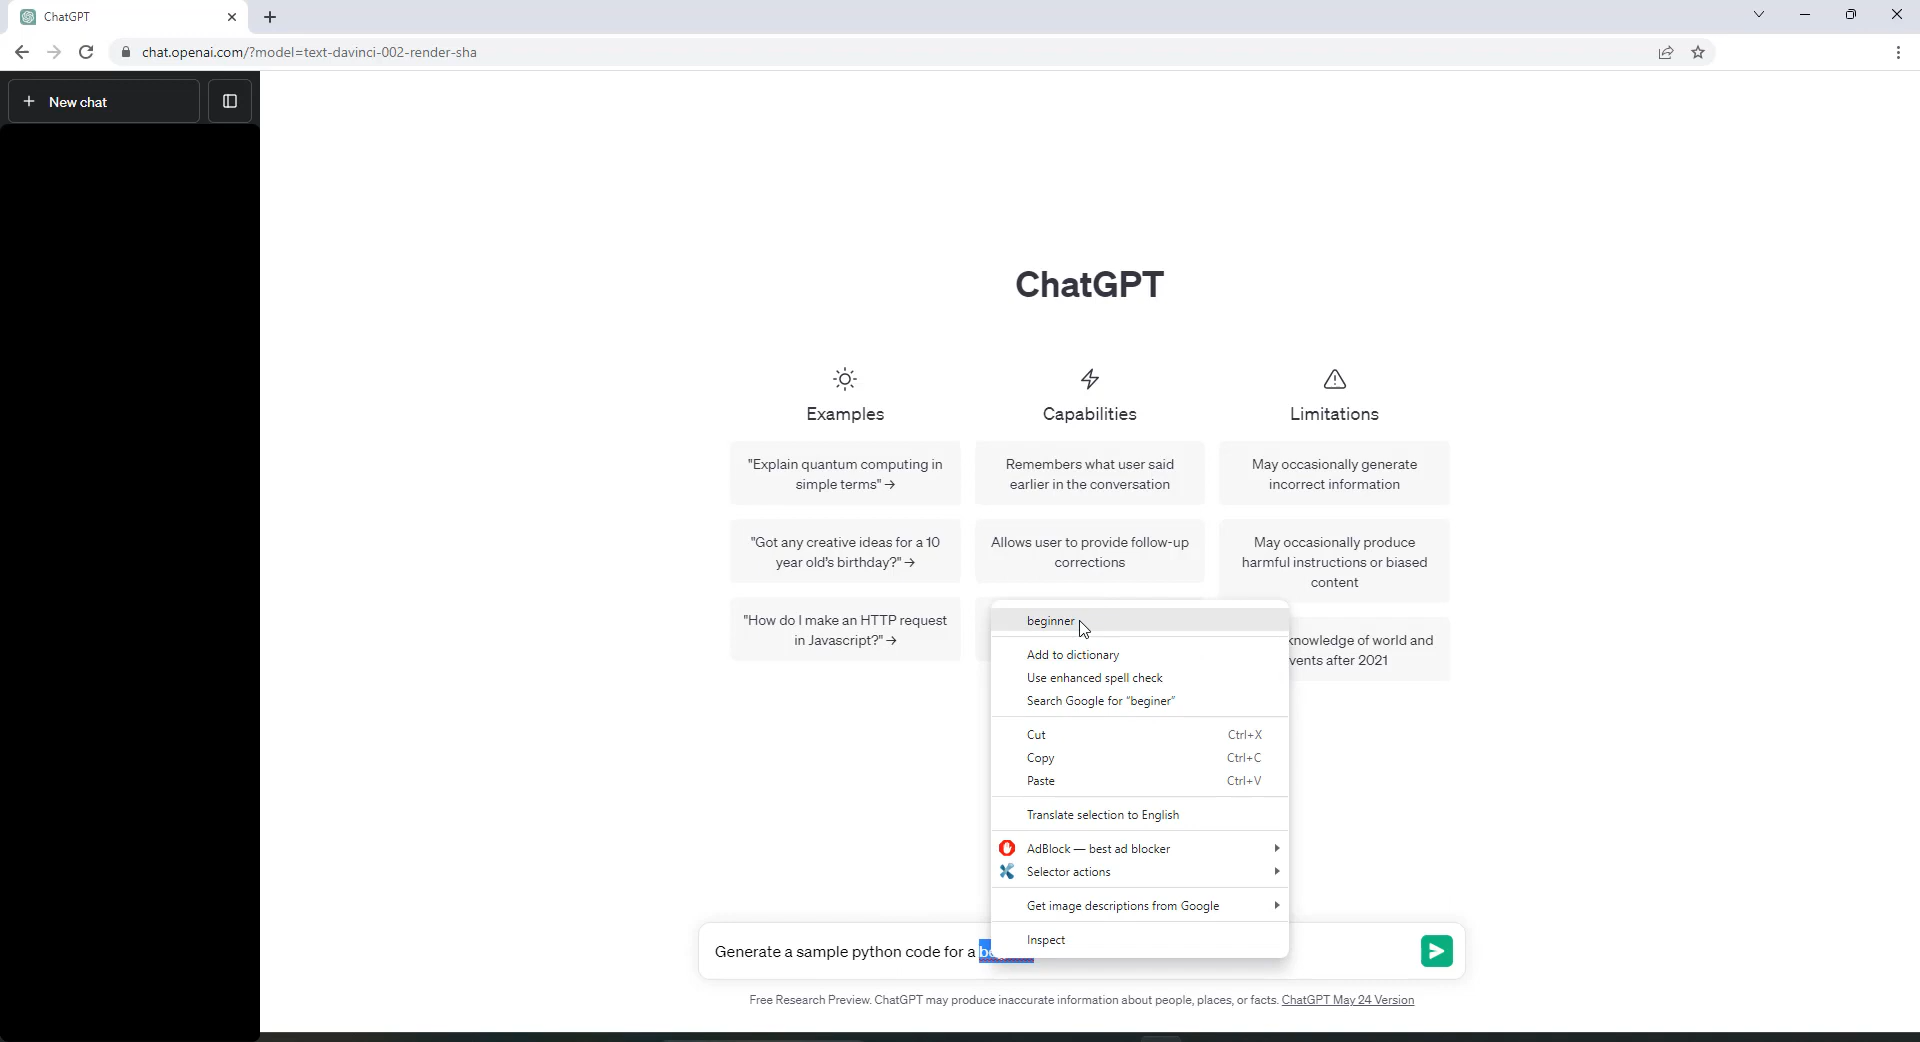 ChatGPT
chat.openai.com/?model=text-davinci-002-render-sha
New chat
ChatGPT
Examples
"Explain quantum computing in
simple terms" →
"Got any creative ideas for a 10
year old's birthday?" →
"How do I make an HTTP request
in Javascript?" →
Capabilities
Remembers what user said
earlier in the conversation
Allows user to provide follow-up
corrections
Limitations
May occasionally generate
incorrect information
May occasionally produce
harmful instructions or biased
content
knowledge of world and
vents after 2021
beginner
Add to dictionary
Use enhanced spell check
Search Google for “beginer”
Cut Ctrl+X
Copy Ctrl+C
Paste Ctrl+V
Translate selection to English
AdBlock — best ad blocker
Selector actions
Get image descriptions from Google
Inspect
Generate a sample python code for a
Free Research Preview. ChatGPT may produce inaccurate information about people, places, or facts. ChatGPT May 24 Version